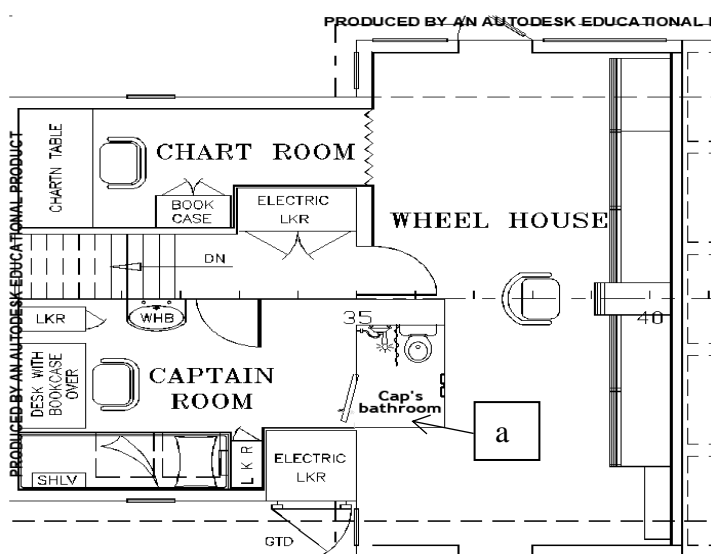 PRODUCED BY AN AUTODESK EDUCATIONAL
PRODUCED BY AN AUTODESK EDUCATIONAL PRODUCT
CHARTN TABLE
CHART ROOM
BOOK
CASE
ELECTRIC
LKR
WHEEL HOUSE
DN
LKR
WHB
35
40
DESK WITH
BOOKCASE
OVER
CAPTAIN
ROOM
Cap's
bathroom
a
LKR
ELECTRIC
LKR
SHLV
GTD